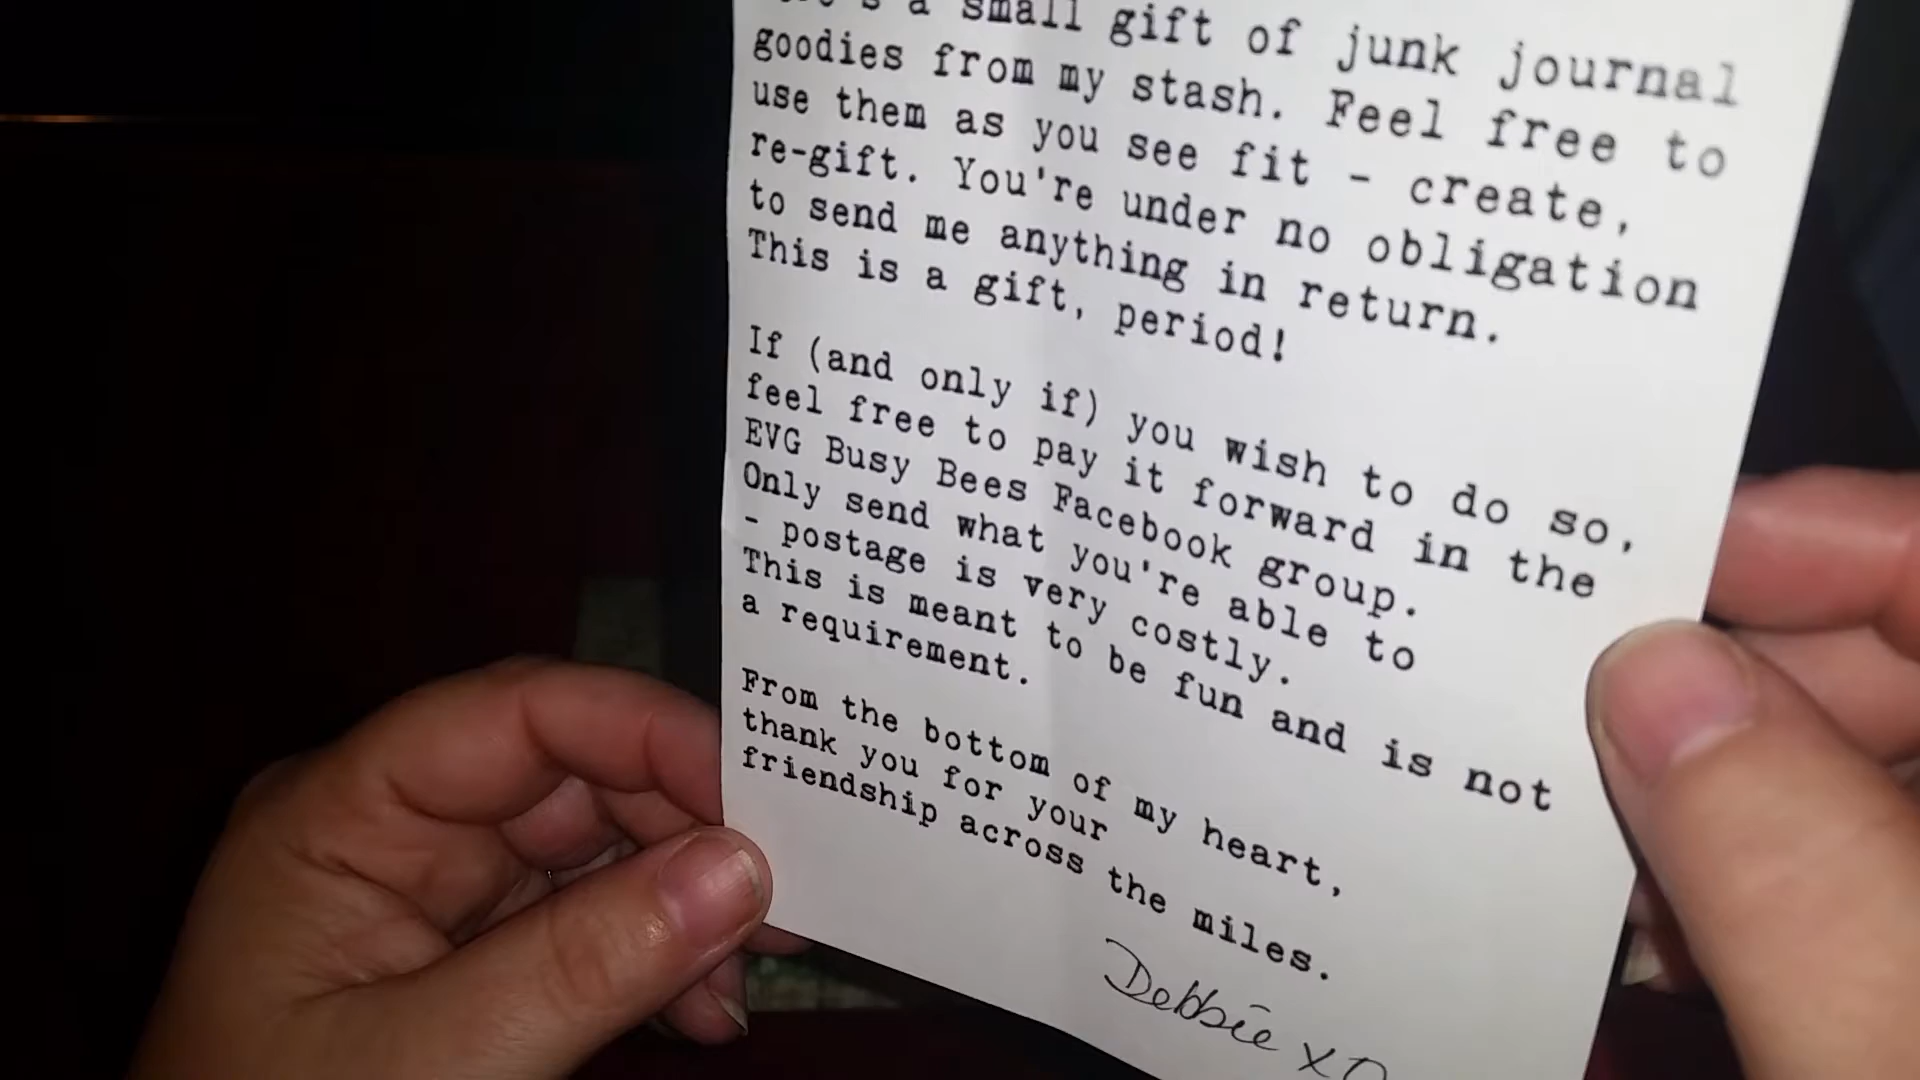 a small gift of junk journal
goodies from my stash. Feel free to
use them as you see fit - create,
re-gift. You're under no obligation
to send me anything in return.
This is a gift, period!
If (and only if) you wish to do so,
feel free to pay it forward in the
EVG Busy Bees Facebook group.
Only send what you're able to
- postage is very costly.
This is meant to be fun and is not
a requirement.
From the bottom of my heart,
thank you for your
friendship across the miles.
Debbie XO